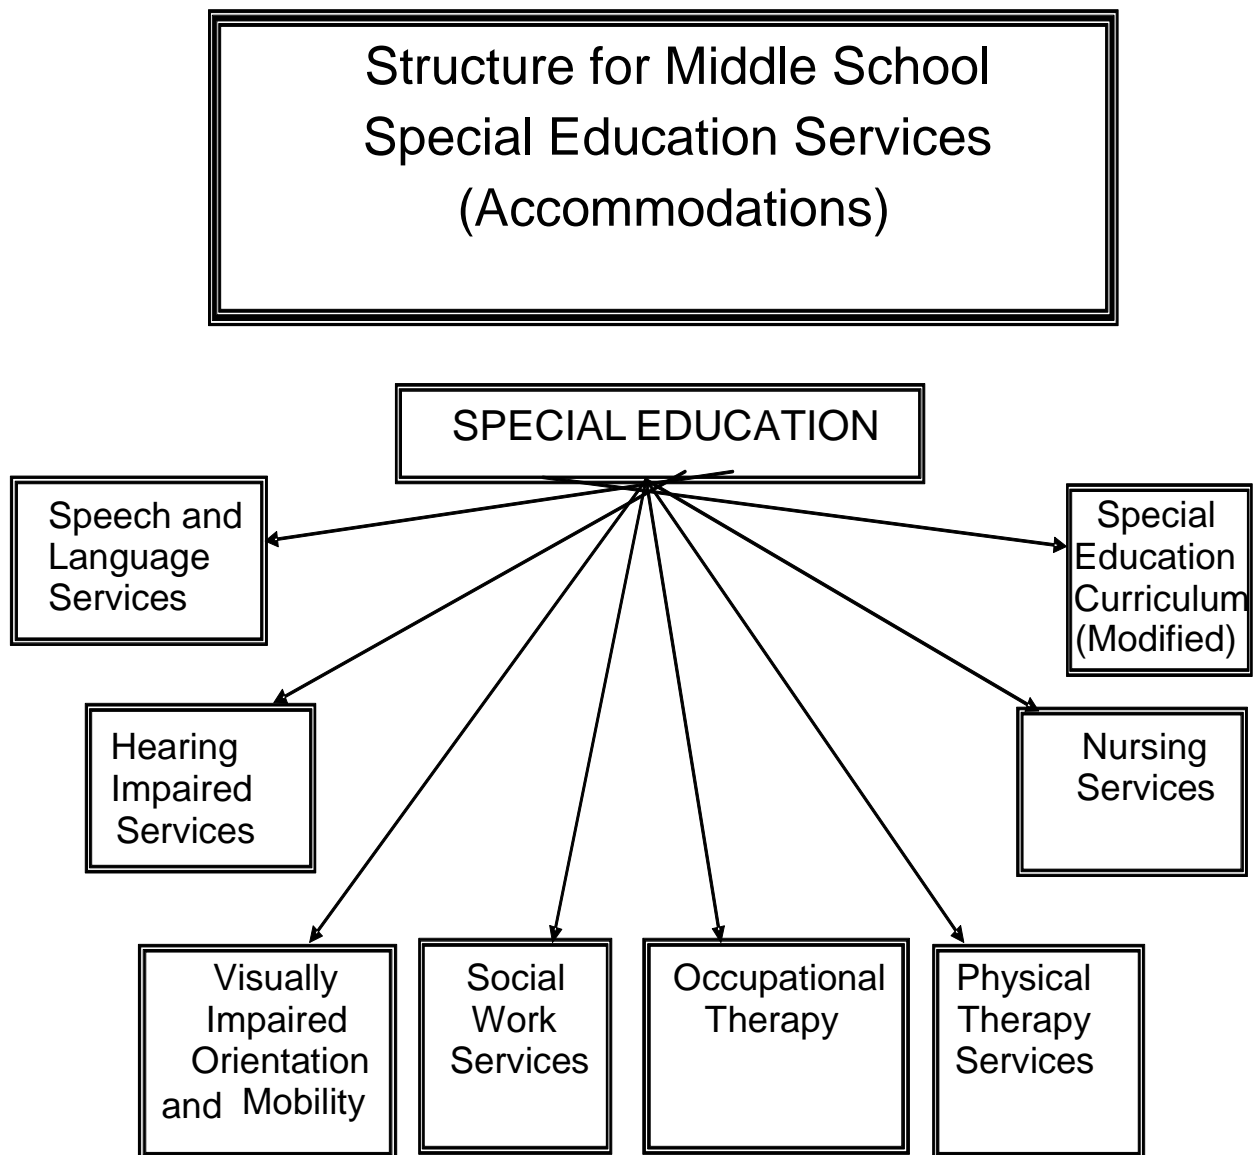 Structure for Middle School
Special Education Services
(Accommodations)
SPECIAL EDUCATION
Speech and
Language
Services
Special
Education
Curriculum
(Modified)
Hearing
Impaired
Services
Nursing
Services
Visually
Impaired
Orientation
and Mobility
Social
Work
Services
Occupational
Therapy
Physical
Therapy
Services